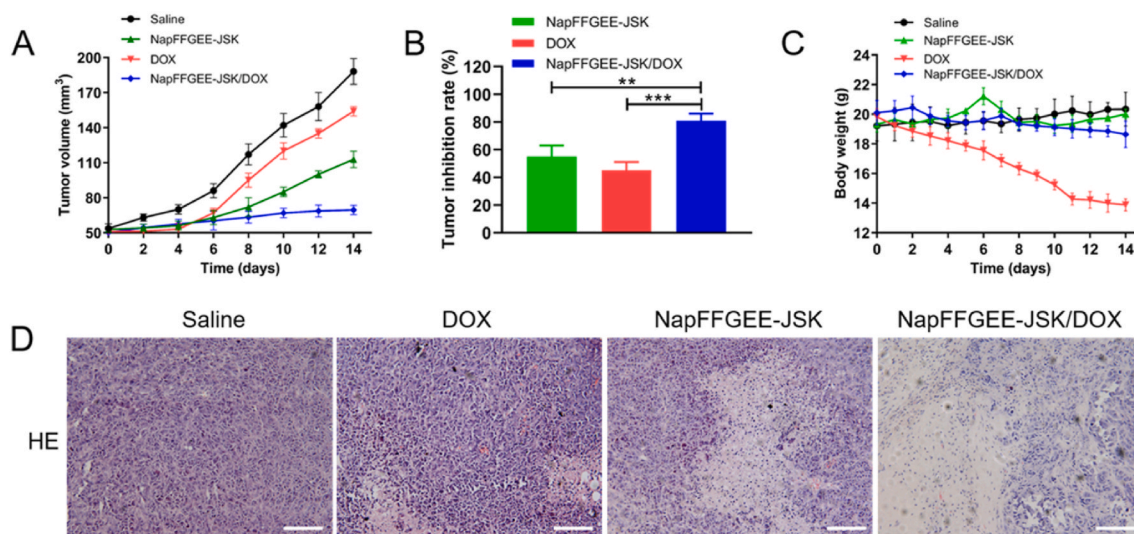 A
Saline
NapFFGEE-JSK
DOX
NapFFGEE-JSK/DOX
Tumor volume (mm³)
200
170
140
110
80
50
0 2 4 6 8 10 12 14
Time (days)
B
NapFFGEE-JSK
DOX
NapFFGEE-JSK/DOX
Tumor inhibition rate (%)
100
80
60
40
20
0
**
***
C
Saline
NapFFGEE-JSK
DOX
NapFFGEE-JSK/DOX
Body weight (g)
24
22
20
18
16
14
12
0 2 4 6 8 10 12 14
Time (days)
D
Saline DOX NapFFGEE-JSK NapFFGEE-JSK/DOX
HE